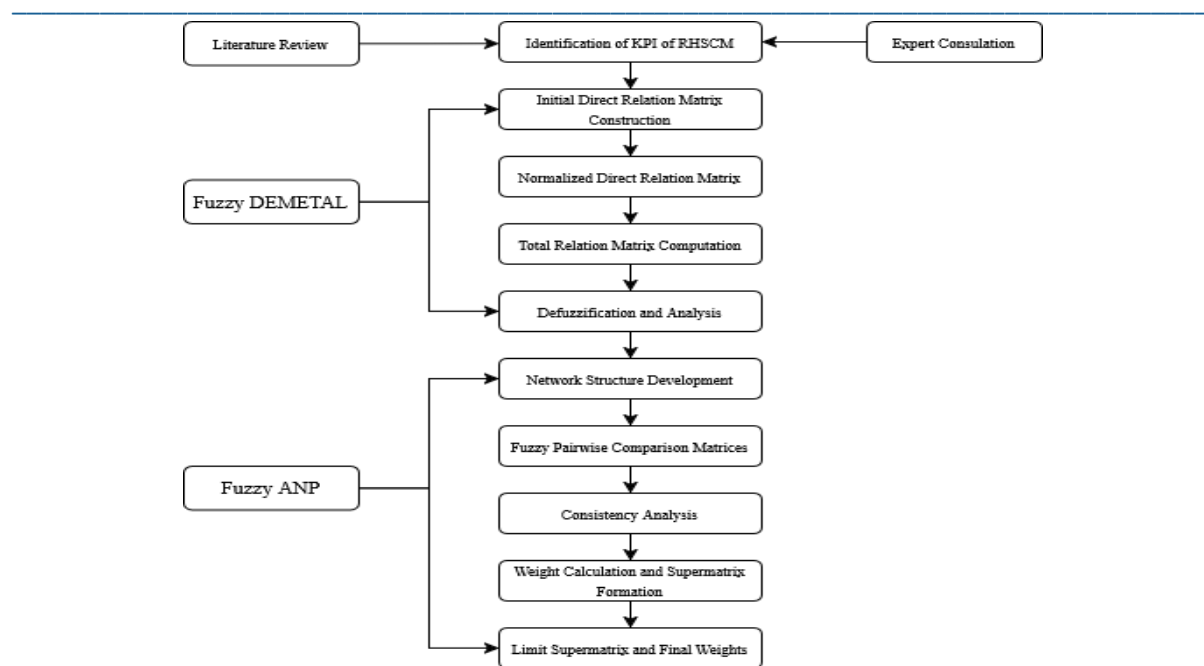 Literature Review
Identification of KPI of RHSCM
Expert Consulation
Initial Direct Relation Matrix
Construction
Normalized Direct Relation Matrix
Fuzzy DEMETAL
Total Relation Matrix Computation
Defuzzification and Analysis
Network Structure Development
Fuzzy Pairwise Comparison Matrices
Fuzzy ANP
Consistency Analysis
Weight Calculation and Supermatrix
Formation
Limit Supermatrix and Final Weights